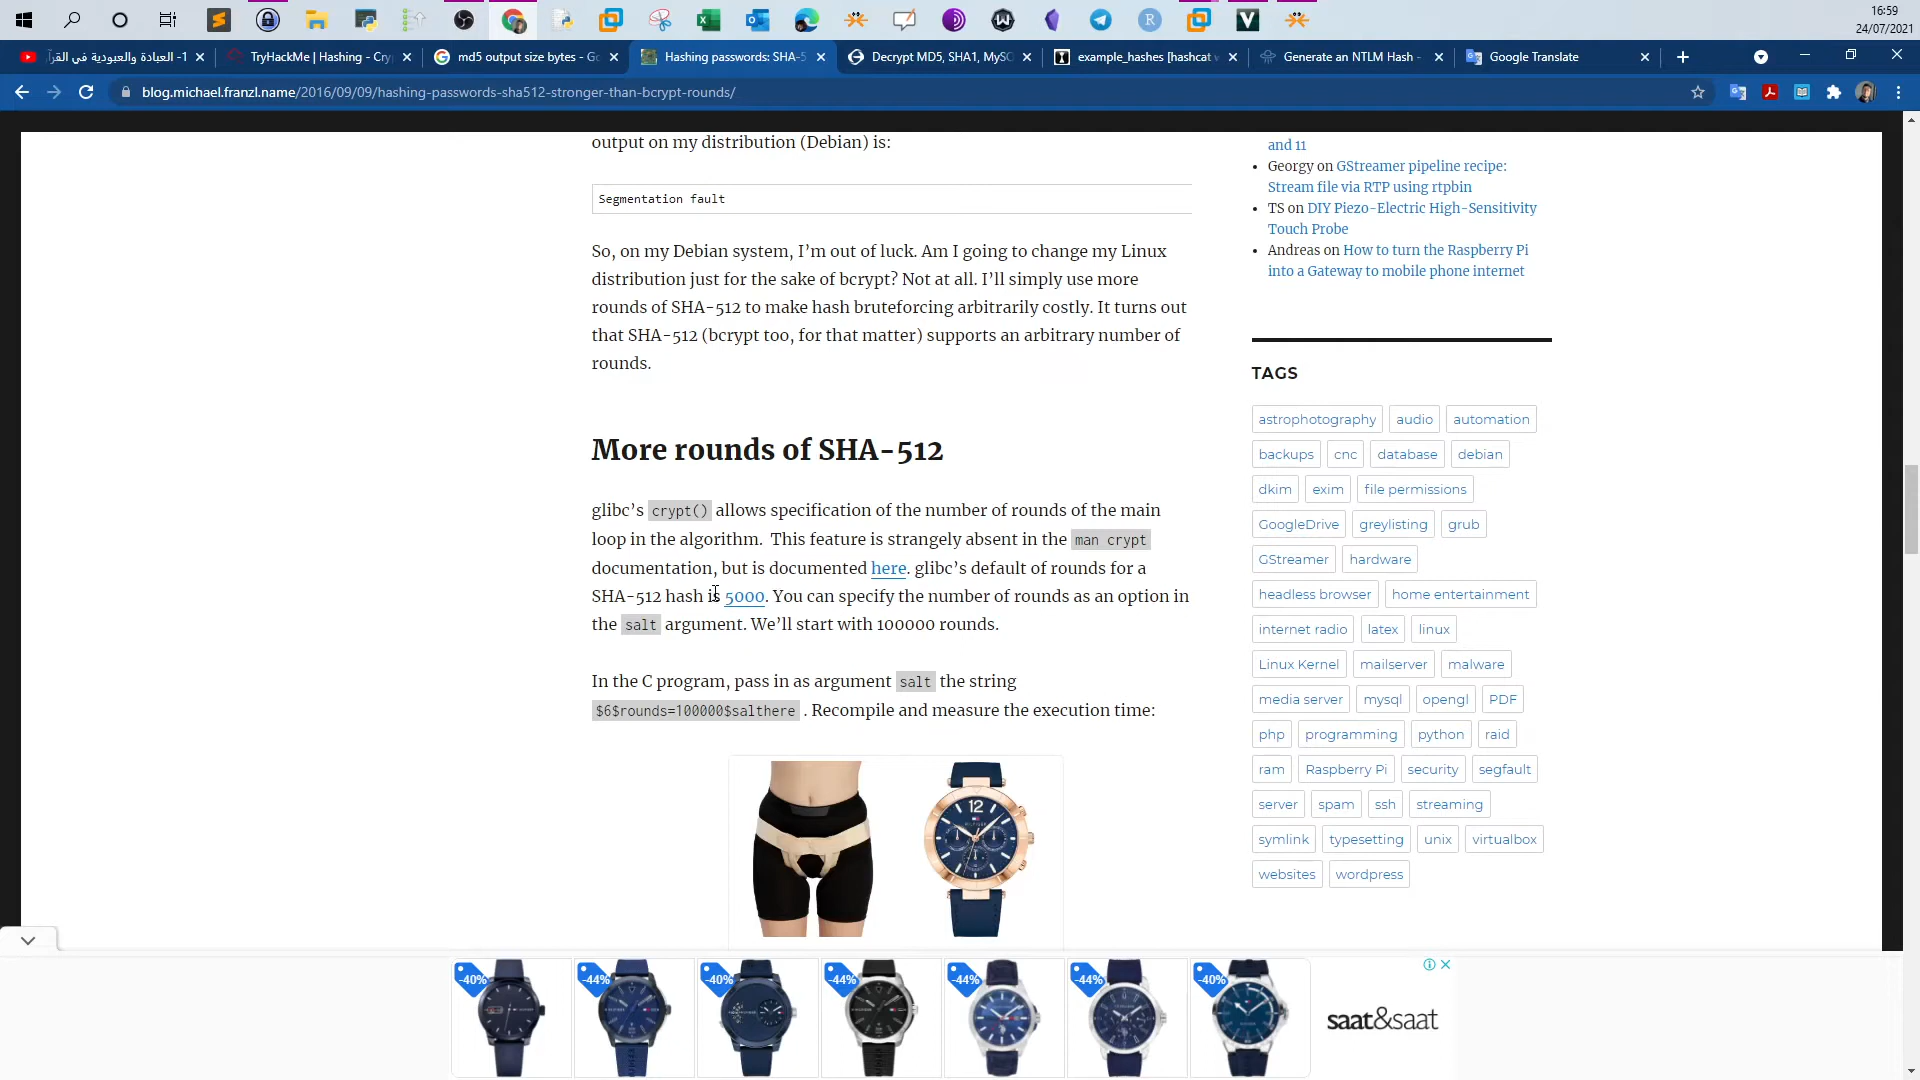 16:59
24/07/2021
1- العبادة والعبودية في القرآ
TryHackMe | Hashing - Cry
md5 output size bytes - Go
Hashing passwords: SHA-5
Decrypt MD5, SHA1, MySQ
example_hashes [hashcat w
Generate an NTLM Hash -
Google Translate
blog.michael.franzl.name/2016/09/09/hashing-passwords-sha512-stronger-than-bcrypt-rounds/
output on my distribution (Debian) is:
Segmentation fault
So, on my Debian system, I’m out of luck. Am I going to change my Linux
distribution just for the sake of bcrypt? Not at all. I’ll simply use more
rounds of SHA-512 to make hash bruteforcing arbitrarily costly. It turns out
that SHA-512 (bcrypt too, for that matter) supports an arbitrary number of
rounds.
More rounds of SHA-512
glibc’s crypt() allows specification of the number of rounds of the main
loop in the algorithm. This feature is strangely absent in the man crypt
documentation, but is documented here. glibc’s default of rounds for a
SHA-512 hash is 5000. You can specify the number of rounds as an option in
the salt argument. We’ll start with 100000 rounds.
In the C program, pass in as argument salt the string
$6$rounds=100000$salthere . Recompile and measure the execution time:
and 11
Georgy on GStreamer pipeline recipe:
Stream file via RTP using rtpbin
TS on DIY Piezo-Electric High-Sensitivity
Touch Probe
Andreas on How to turn the Raspberry Pi
into a Gateway to mobile phone internet
TAGS
astrophotography audio automation
backups cnc database debian
dkim exim file permissions
GoogleDrive greylisting grub
GStreamer hardware
headless browser home entertainment
internet radio latex linux
Linux Kernel mailserver malware
media server mysql opengl PDF
php programming python raid
ram Raspberry Pi security segfault
server spam ssh streaming
symlink typesetting unix virtualbox
websites wordpress
12
-40% -44% -40% -44% -44% -44% -40%
saat&saat